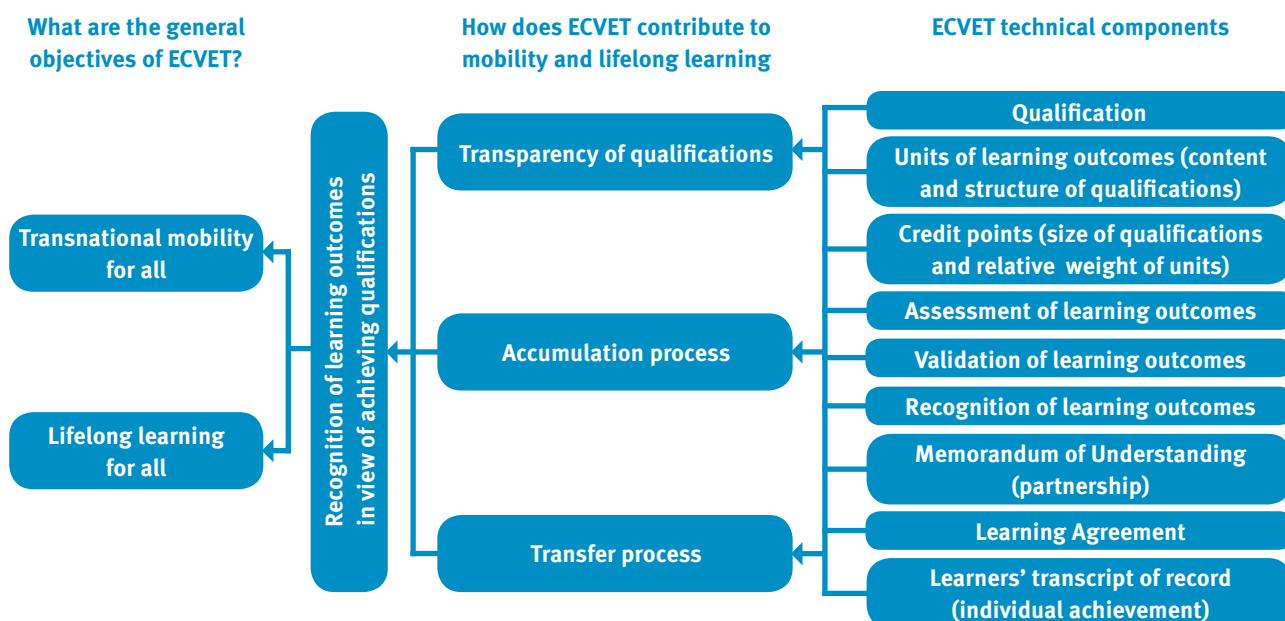 What are the general
objectives of ECVET?
How does ECVET contribute to
mobility and lifelong learning
ECVET technical components
Transnational mobility
for all
Lifelong learning
for all
Recognition of learning outcomes
in view of achieving qualifications
Transparency of qualifications
Accumulation process
Transfer process
Qualification
Units of learning outcomes (content
and structure of qualifications)
Credit points (size of qualifications
and relative weight of units)
Assessment of learning outcomes
Validation of learning outcomes
Recognition of learning outcomes
Memorandum of Understanding
(partnership)
Learning Agreement
Learners’ transcript of record
(individual achievement)